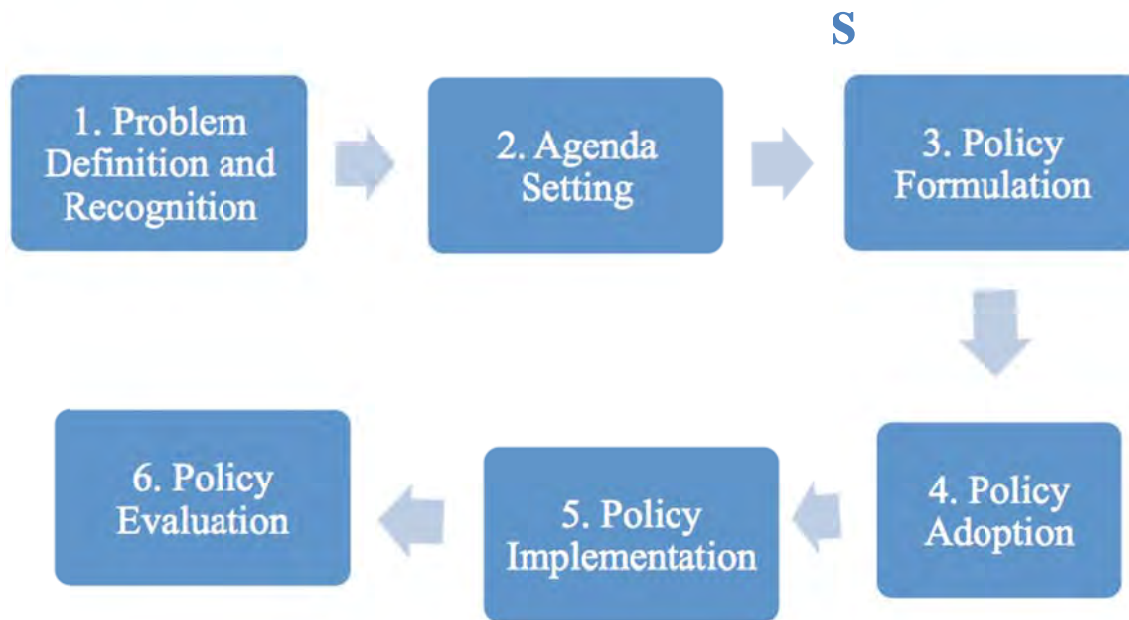 s
1. Problem
Definition and
Recognition
2. Agenda
Setting
3. Policy
Formulation
4. Policy
Adoption
5. Policy
Implementation
6. Policy
Evaluation